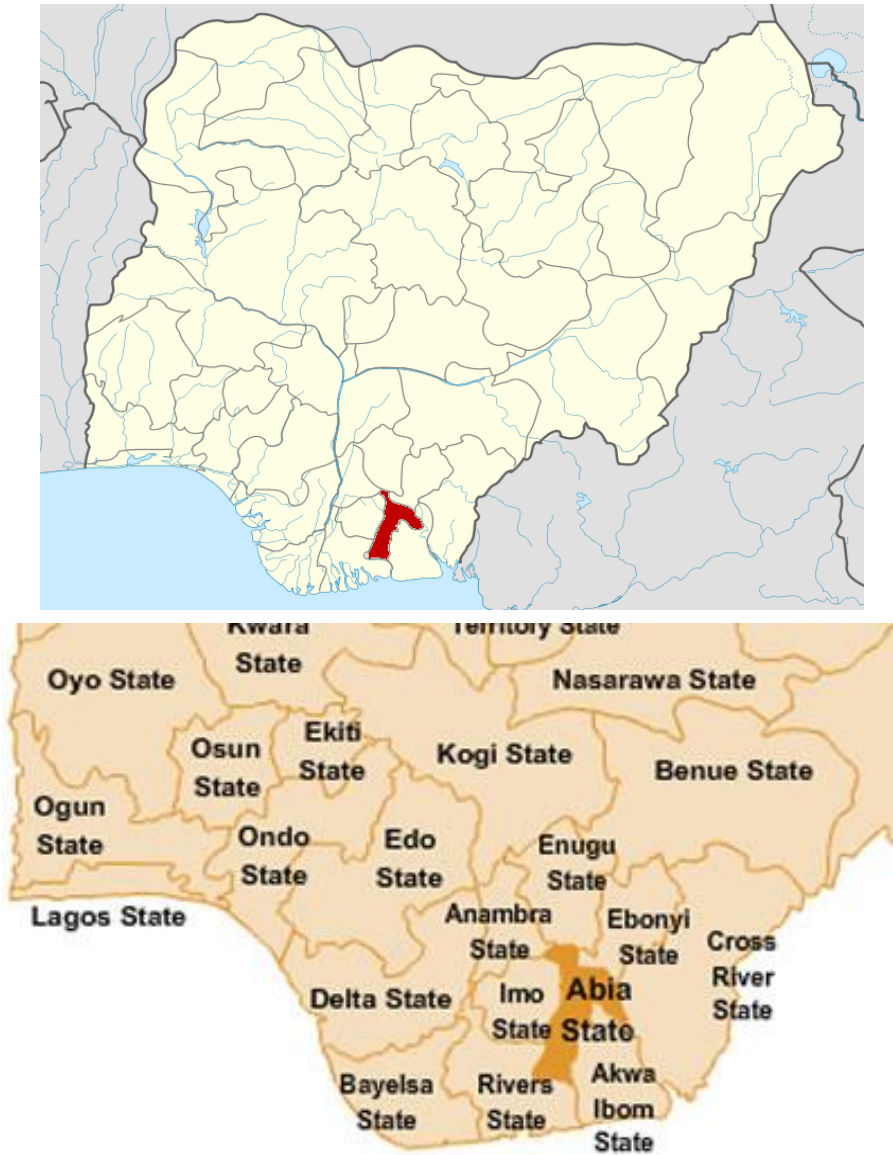 Kwara
State
Territory State
Oyo State
Nasarawa State
Ekiti
State
Osun
State
Kogi State
Benue State
Ogun
State
Ondo
State
Edo
State
Enugu
State
Lagos State
Anambra
State
Ebonyi
State
Cross
River
State
Delta State
Imo
State
Abia
State
Bayelsa
State
Rivers
State
Akwa
Ibom
State